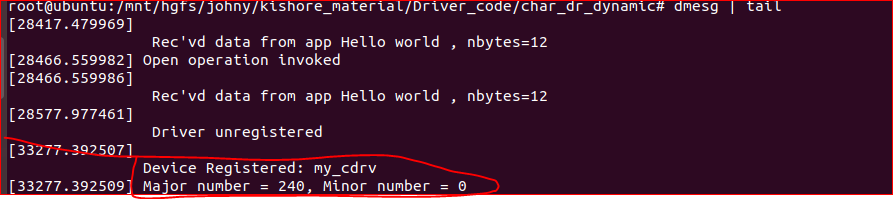 root@ubuntu:/mnt/hgfs/johny/kishore_material/Driver_code/char_dr_dynamic# dmesg | tail
[28417.479969]
Rec'vd data from app Hello world , nbytes=12
[28466.559982] Open operation invoked
[28466.559986]
Rec'vd data from app Hello world , nbytes=12
[28577.977461]
Driver unregistered
[33277.392507]
Device Registered: my_cdrv
[33277.392509] Major number = 240, Minor number = 0